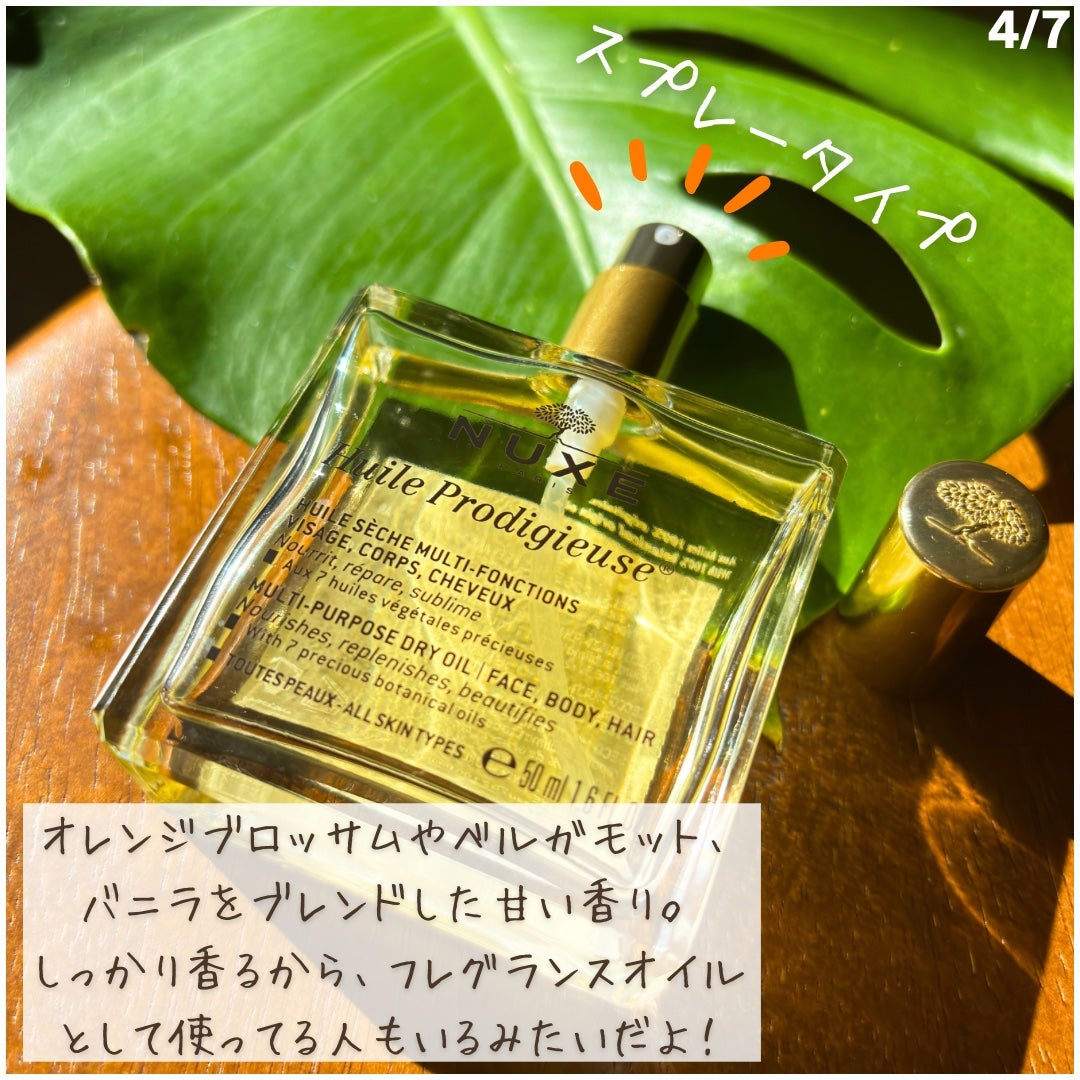 4/7
スプレータイプ
NUXE
PARIS
Huile Prodigieuse®
HUILE SÈCHE MULTI-FONCTIONS
VISAGE, CORPS, CHEVEUX
Nourrit, répare, sublime
Aux 7 huiles végétales précieuses
MULTI-PURPOSE DRY OIL | FACE, BODY, HAIR
Nourishes, replenishes, beautifies
With 7 precious botanical oils
TOUTES PEAUX - ALL SKIN TYPES
e 50 ml 1.6
オレンジブロッサムやベルガモット、
バニラをブレンドした甘い香り。
しっかり香るから、フレグランスオイル
として使ってる人もいるみたいだよ!